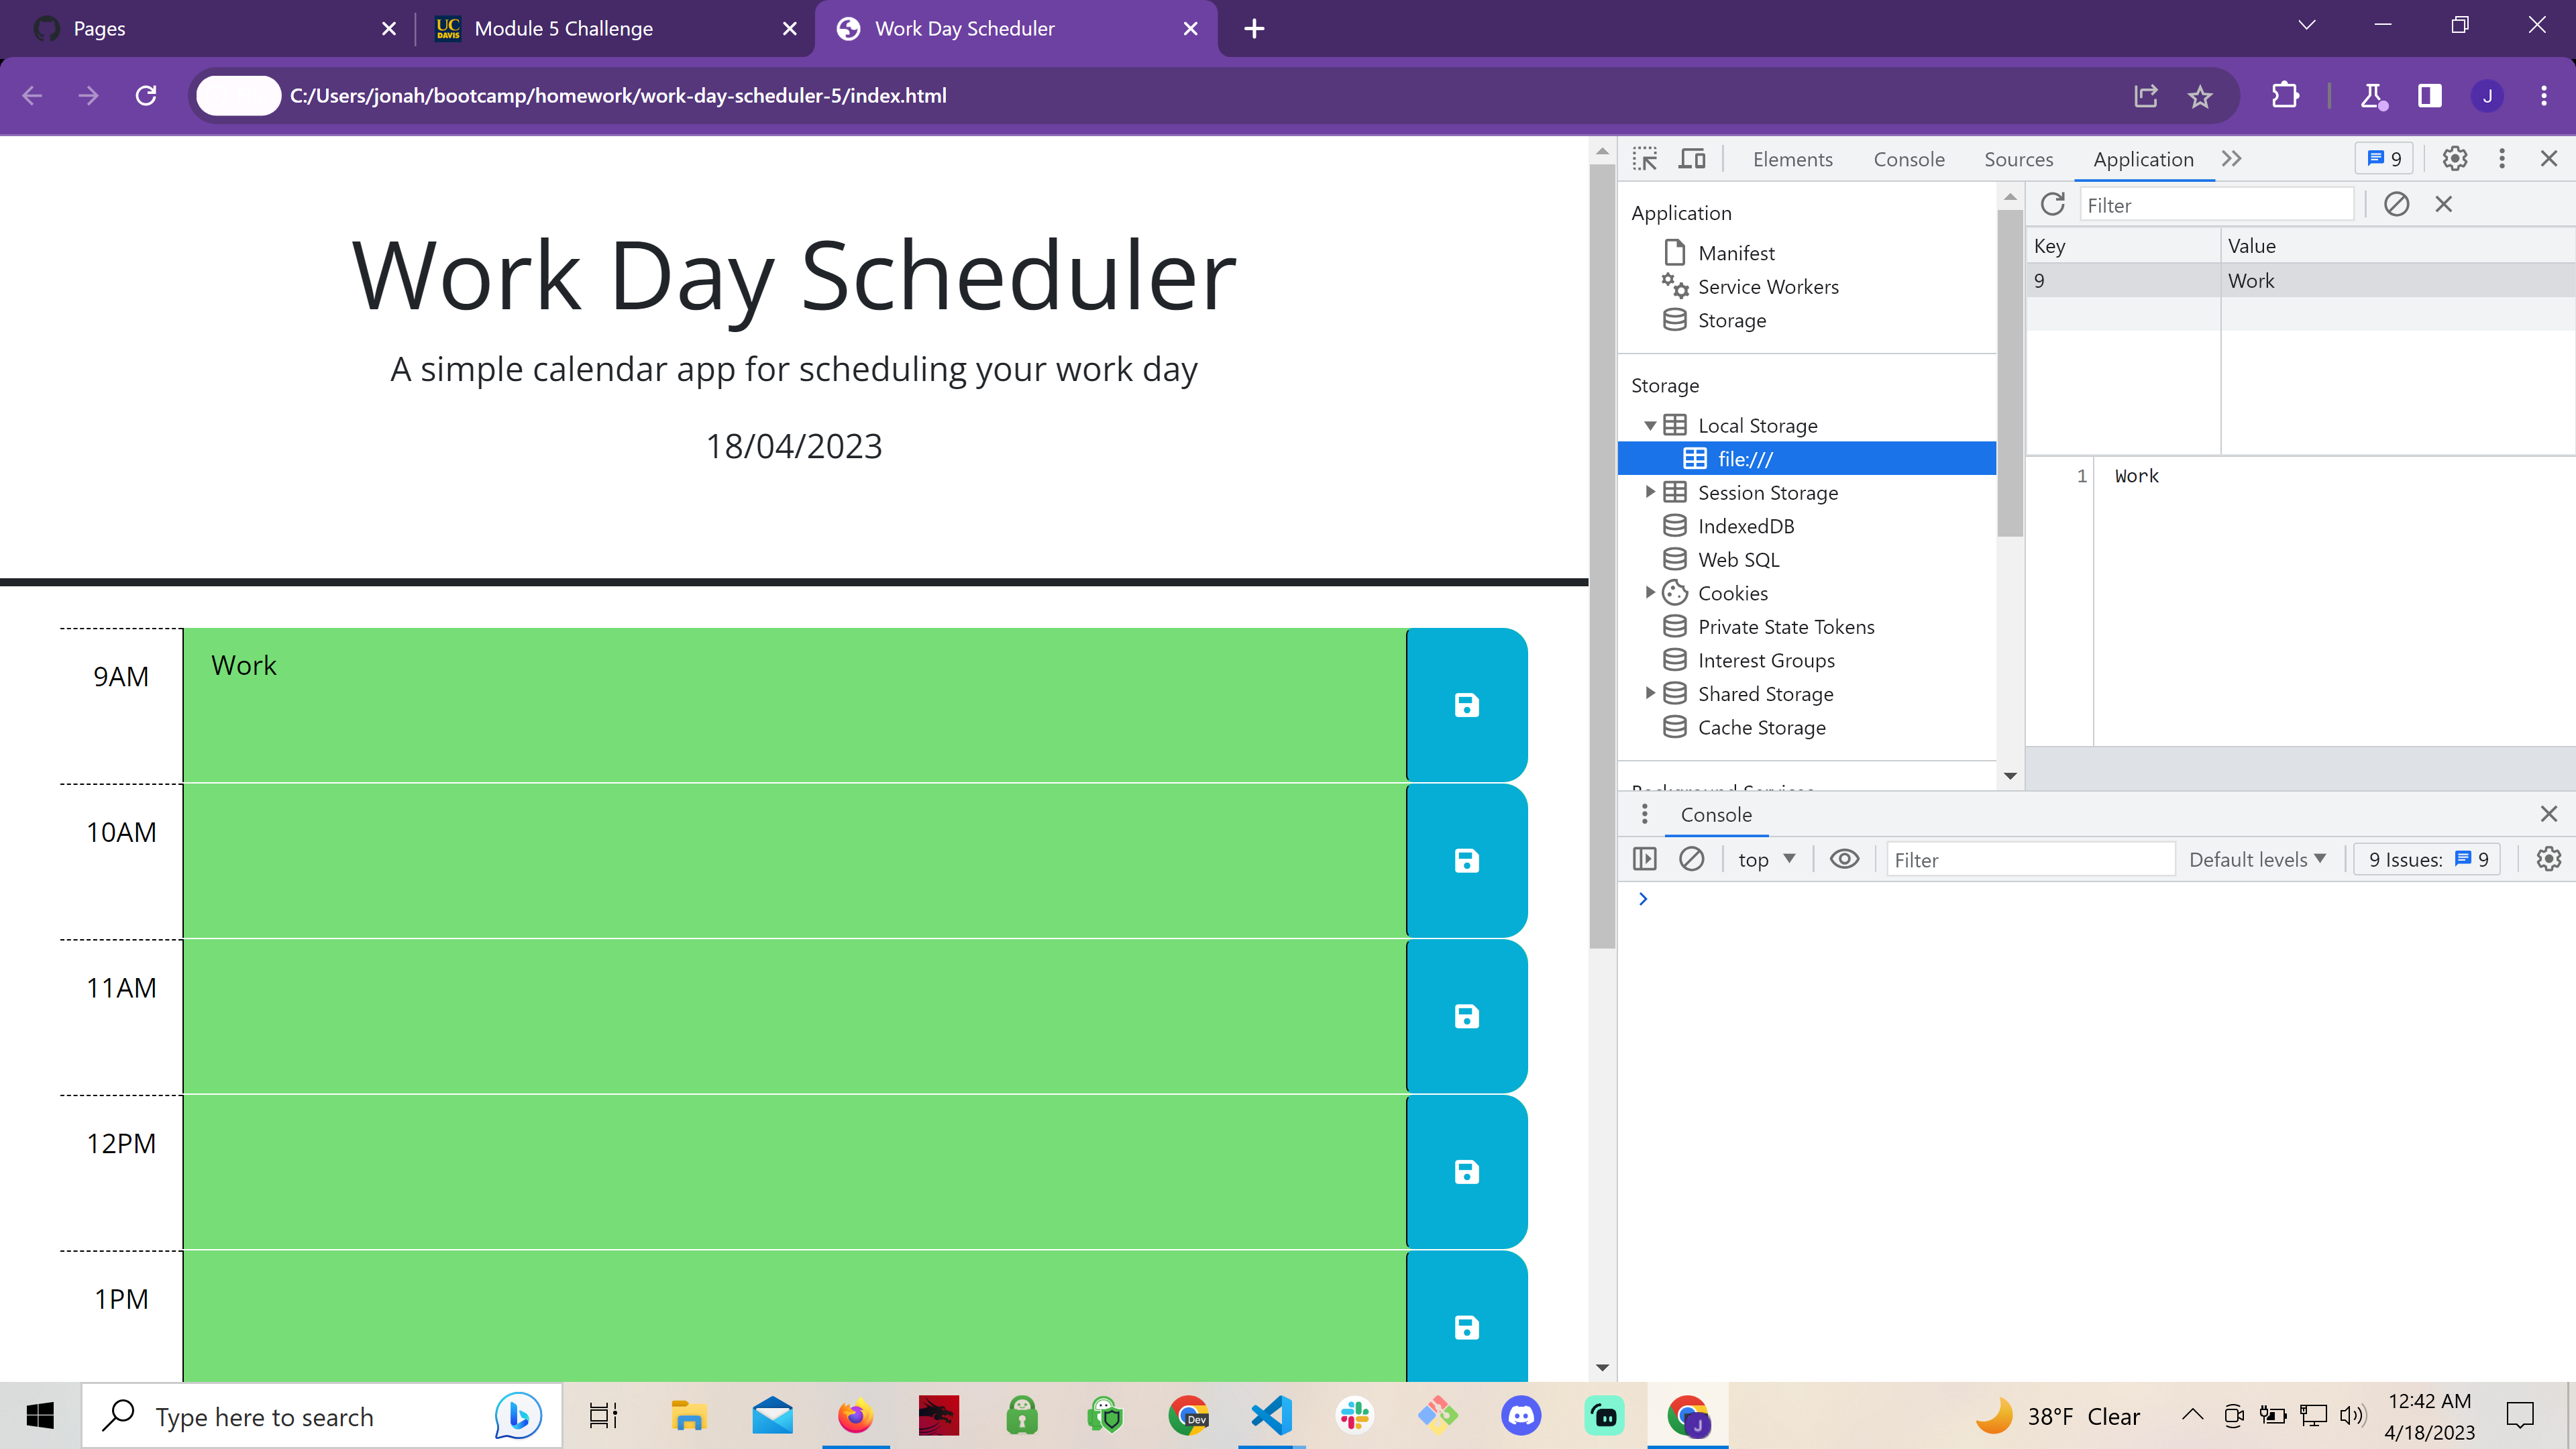 Pages
UC DAVIS
Module 5 Challenge
Work Day Scheduler
C:/Users/jonah/bootcamp/homework/work-day-scheduler-5/index.html
J
Work Day Scheduler
A simple calendar app for scheduling your work day
18/04/2023
9AM
Work
10AM
11AM
12PM
1PM
Elements
Console
Sources
Application
9
Application
Manifest
Service Workers
Storage
Storage
Local Storage
file:///
Session Storage
IndexedDB
Web SQL
Cookies
Private State Tokens
Interest Groups
Shared Storage
Cache Storage
Filter
Key Value
9 Work
1 Work
Console
top
Filter
Default levels
9 Issues: 9
Type here to search
Dev
J
38°F Clear
12:42 AM
4/18/2023